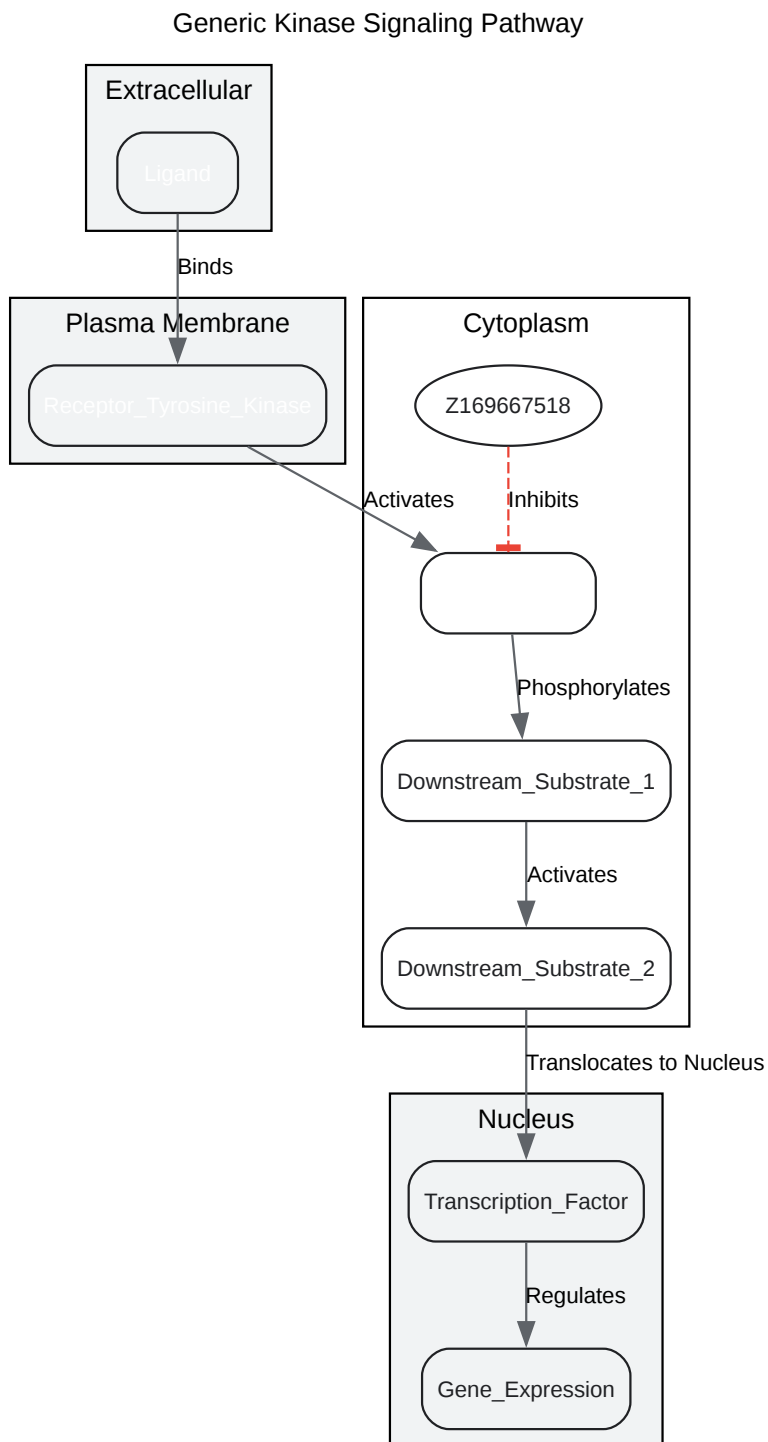 Generic Kinase Signaling Pathway
Extracellular
Ligand
Binds
Plasma Membrane
Receptor_Tyrosine_Kinase
Cytoplasm
Z169667518
Activates
Inhibits
Phosphorylates
Downstream_Substrate_1
Activates
Downstream_Substrate_2
Translocates to Nucleus
Nucleus
Transcription_Factor
Regulates
Gene_Expression